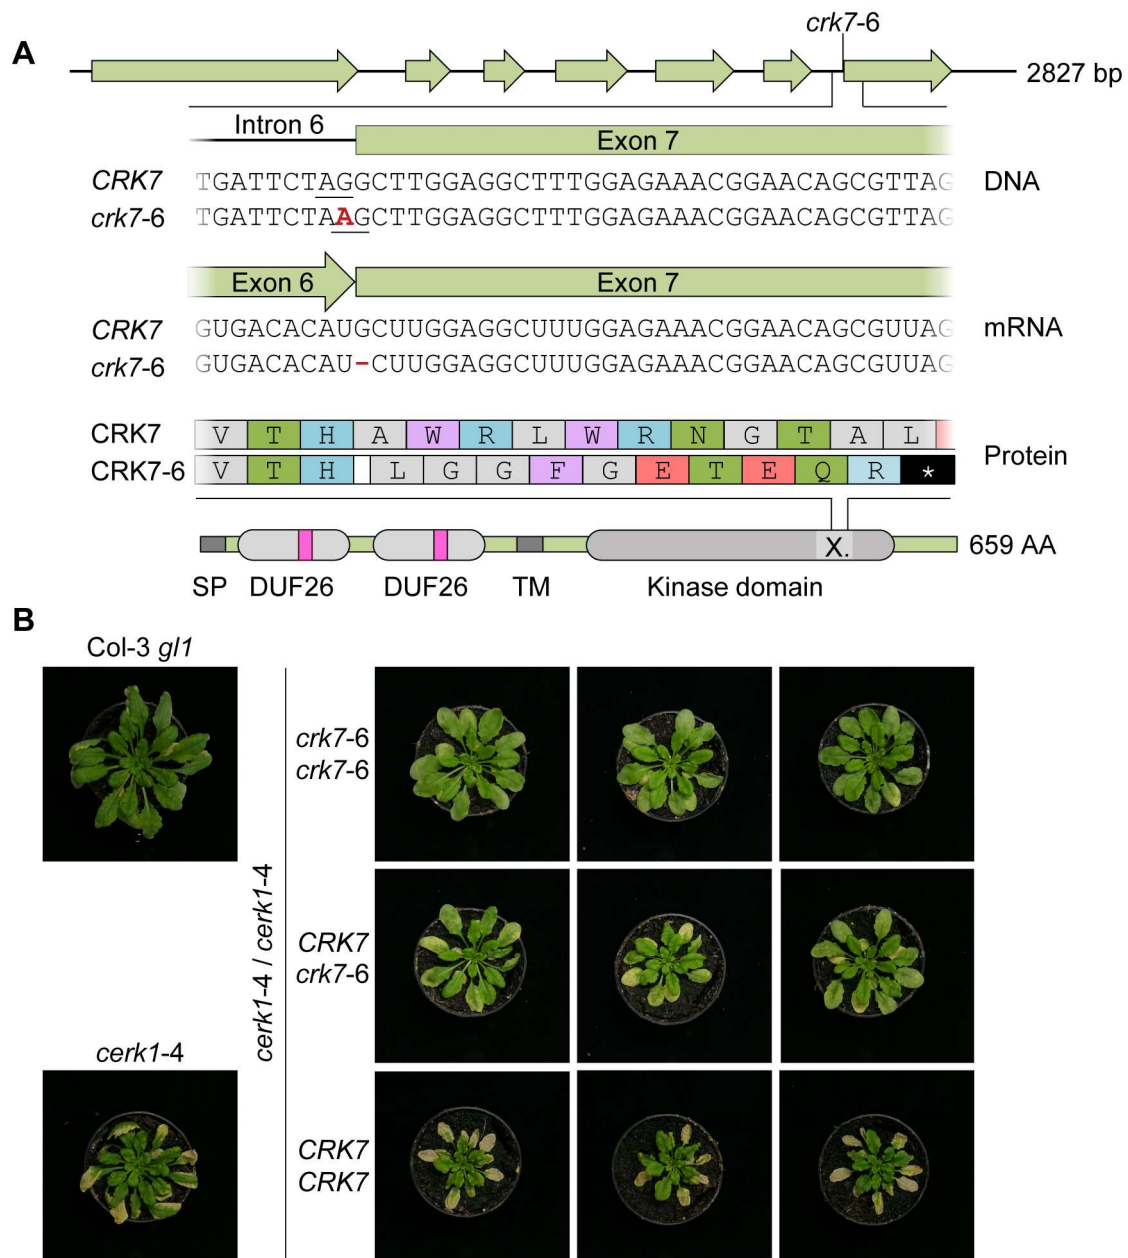 A
crk7-6
2827 bp
Intron 6
Exon 7
CRK7 TGATTCTAGGCTTGGAGGCTTTGGAGAAACGGAACAGCGTTAG DNA
crk7-6 TGATTCTAAGCTTGGAGGCTTTGGAGAAACGGAACAGCGTTAG
Exon 6 Exon 7
CRK7 GUGACACAUGCUUGGAGGCUUUGGAGAAACGGAACAGCGUUAG mRNA
crk7-6 GUGACACAU-CUUGGAGGCUUUGGAGAAACGGAACAGCGUUAG
CRK7 V T H A W R L W R N G T A L
Protein
CRK7-6 V T H L G G F G E T E Q R *
X.
659 AA
SP DUF26 DUF26 TM Kinase domain
B
Col-3 gl1
cerk1-4
cerk1-4 / cerk1-4
crk7-6
crk7-6
CRK7
crk7-6
CRK7
CRK7